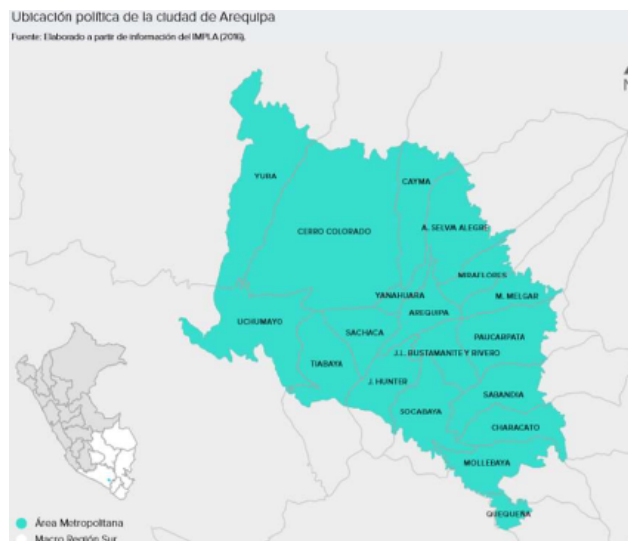 Ubicación política de la ciudad de Arequipa
Fuente: Elaborado a partir de información del IMPLA (2016).
N
YURA
CAYMA
CERRO COLORADO
A. SELVA ALEGRE
MIRAFLORES
YANAHUARA
M. MELGAR
AREQUIPA
UCHUMAYO
SACHACA
PAUCARPATA
J.L. BUSTAMANTE Y RIVERO
TIABAYA
J. HUNTER
SABANDIA
SOCABAYA
CHARACATO
MOLLEBAYA
QUEQUEÑA
Área Metropolitana
Macro Región Sur